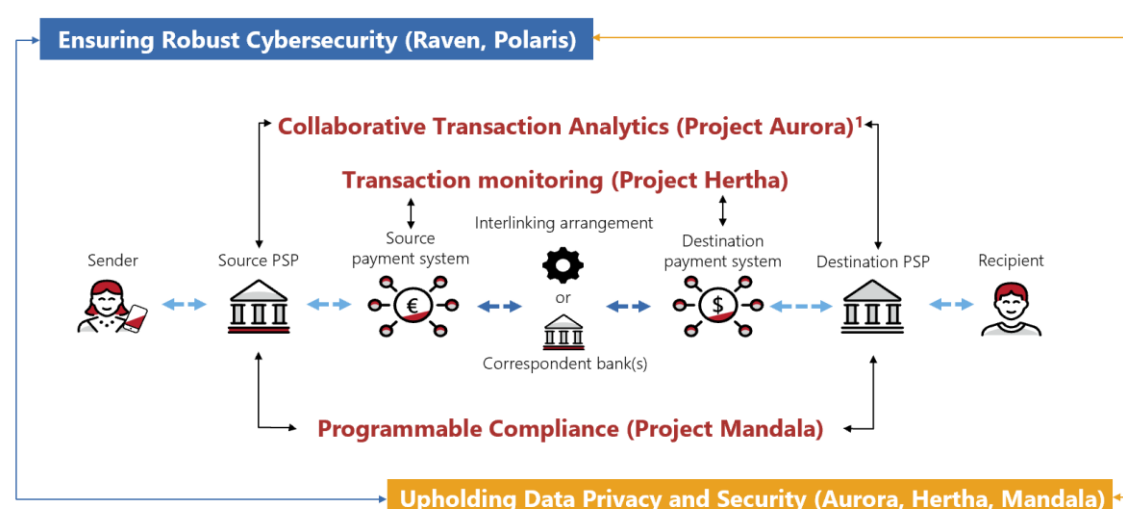 Ensuring Robust Cybersecurity (Raven, Polaris)
Collaborative Transaction Analytics (Project Aurora)¹
Transaction monitoring (Project Hertha)
Interlinking arrangement
Source
payment system
Destination
payment system
Sender
Source PSP
Destination PSP
Recipient
or
€
$
Correspondent bank(s)
Programmable Compliance (Project Mandala)
Upholding Data Privacy and Security (Aurora, Hertha, Mandala)